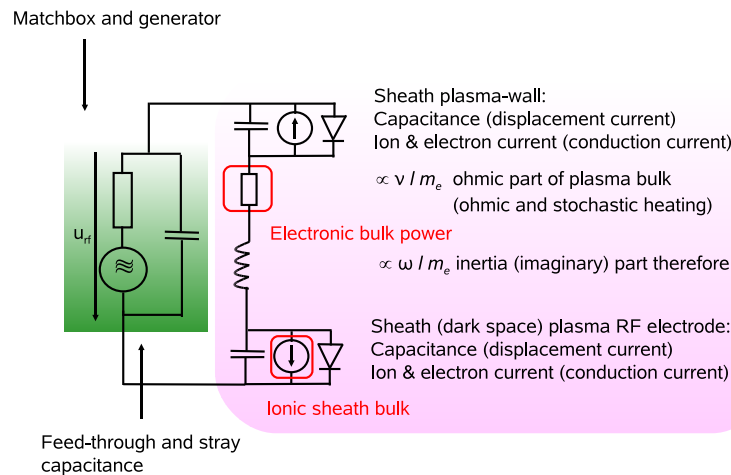 Matchbox and generator
Sheath plasma-wall:
Capacitance (displacement current)
Ion & electron current (conduction current)
∝ ν / mₑ ohmic part of plasma bulk
(ohmic and stochastic heating)
u_rf
Electronic bulk power
∝ ω / mₑ inertia (imaginary) part therefore
Sheath (dark space) plasma RF electrode:
Capacitance (displacement current)
Ion & electron current (conduction current)
Ionic sheath bulk
Feed-through and stray
capacitance